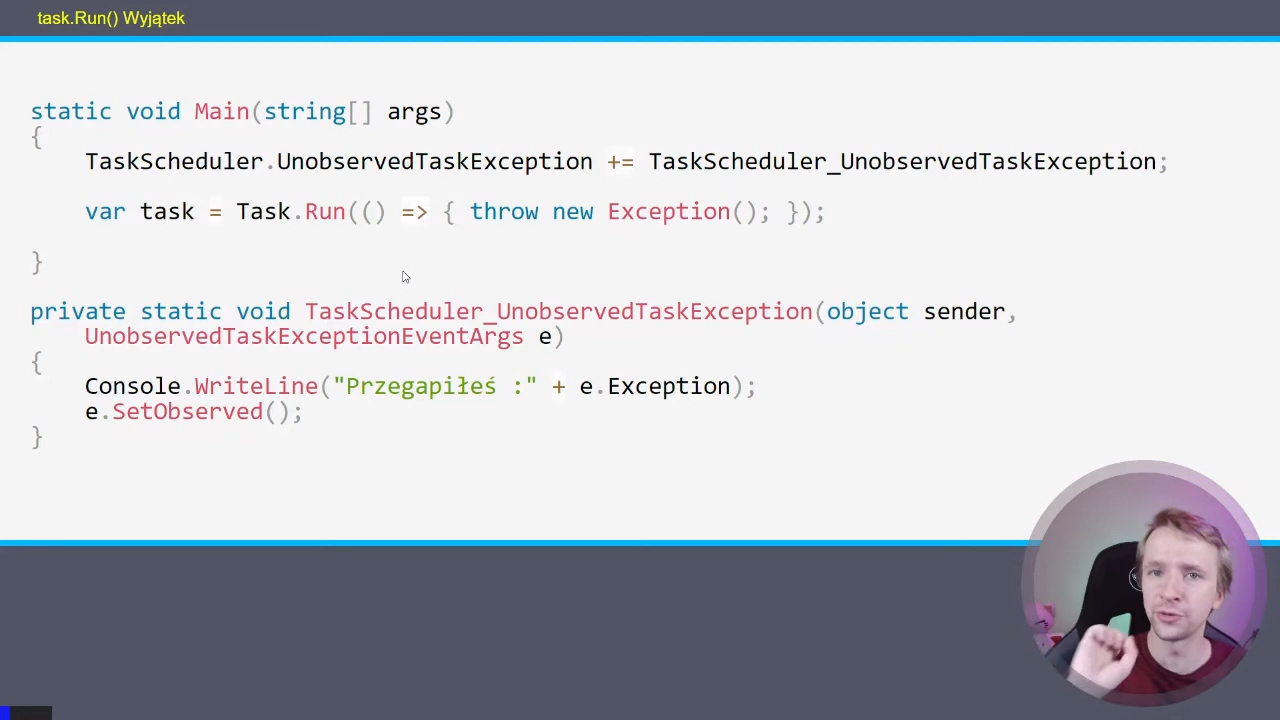 task.Run() Wyjątek
static void Main(string[] args)
{
TaskScheduler.UnobservedTaskException += TaskScheduler_UnobservedTaskException;
var task = Task.Run(() => { throw new Exception(); });
}
private static void TaskScheduler_UnobservedTaskException(object sender,
UnobservedTaskExceptionEventArgs e)
{
Console.WriteLine("Przegapiłeś :" + e.Exception);
e.SetObserved();
}